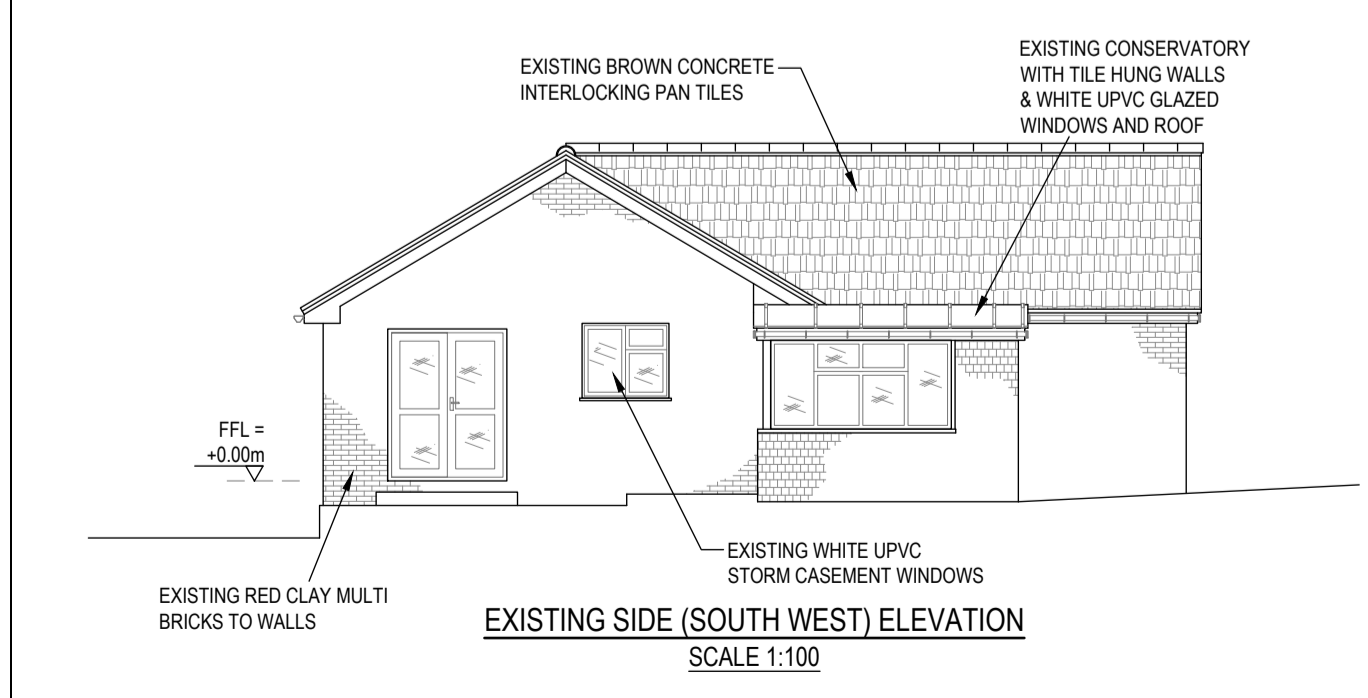 EXISTING BROWN CONCRETE
INTERLOCKING PAN TILES
EXISTING CONSERVATORY
WITH TILE HUNG WALLS
& WHITE UPVC GLAZED
WINDOWS AND ROOF
FFL =
+0.00m
EXISTING RED CLAY MULTI
BRICKS TO WALLS
EXISTING WHITE UPVC
STORM CASEMENT WINDOWS
EXISTING SIDE (SOUTH WEST) ELEVATION
SCALE 1:100